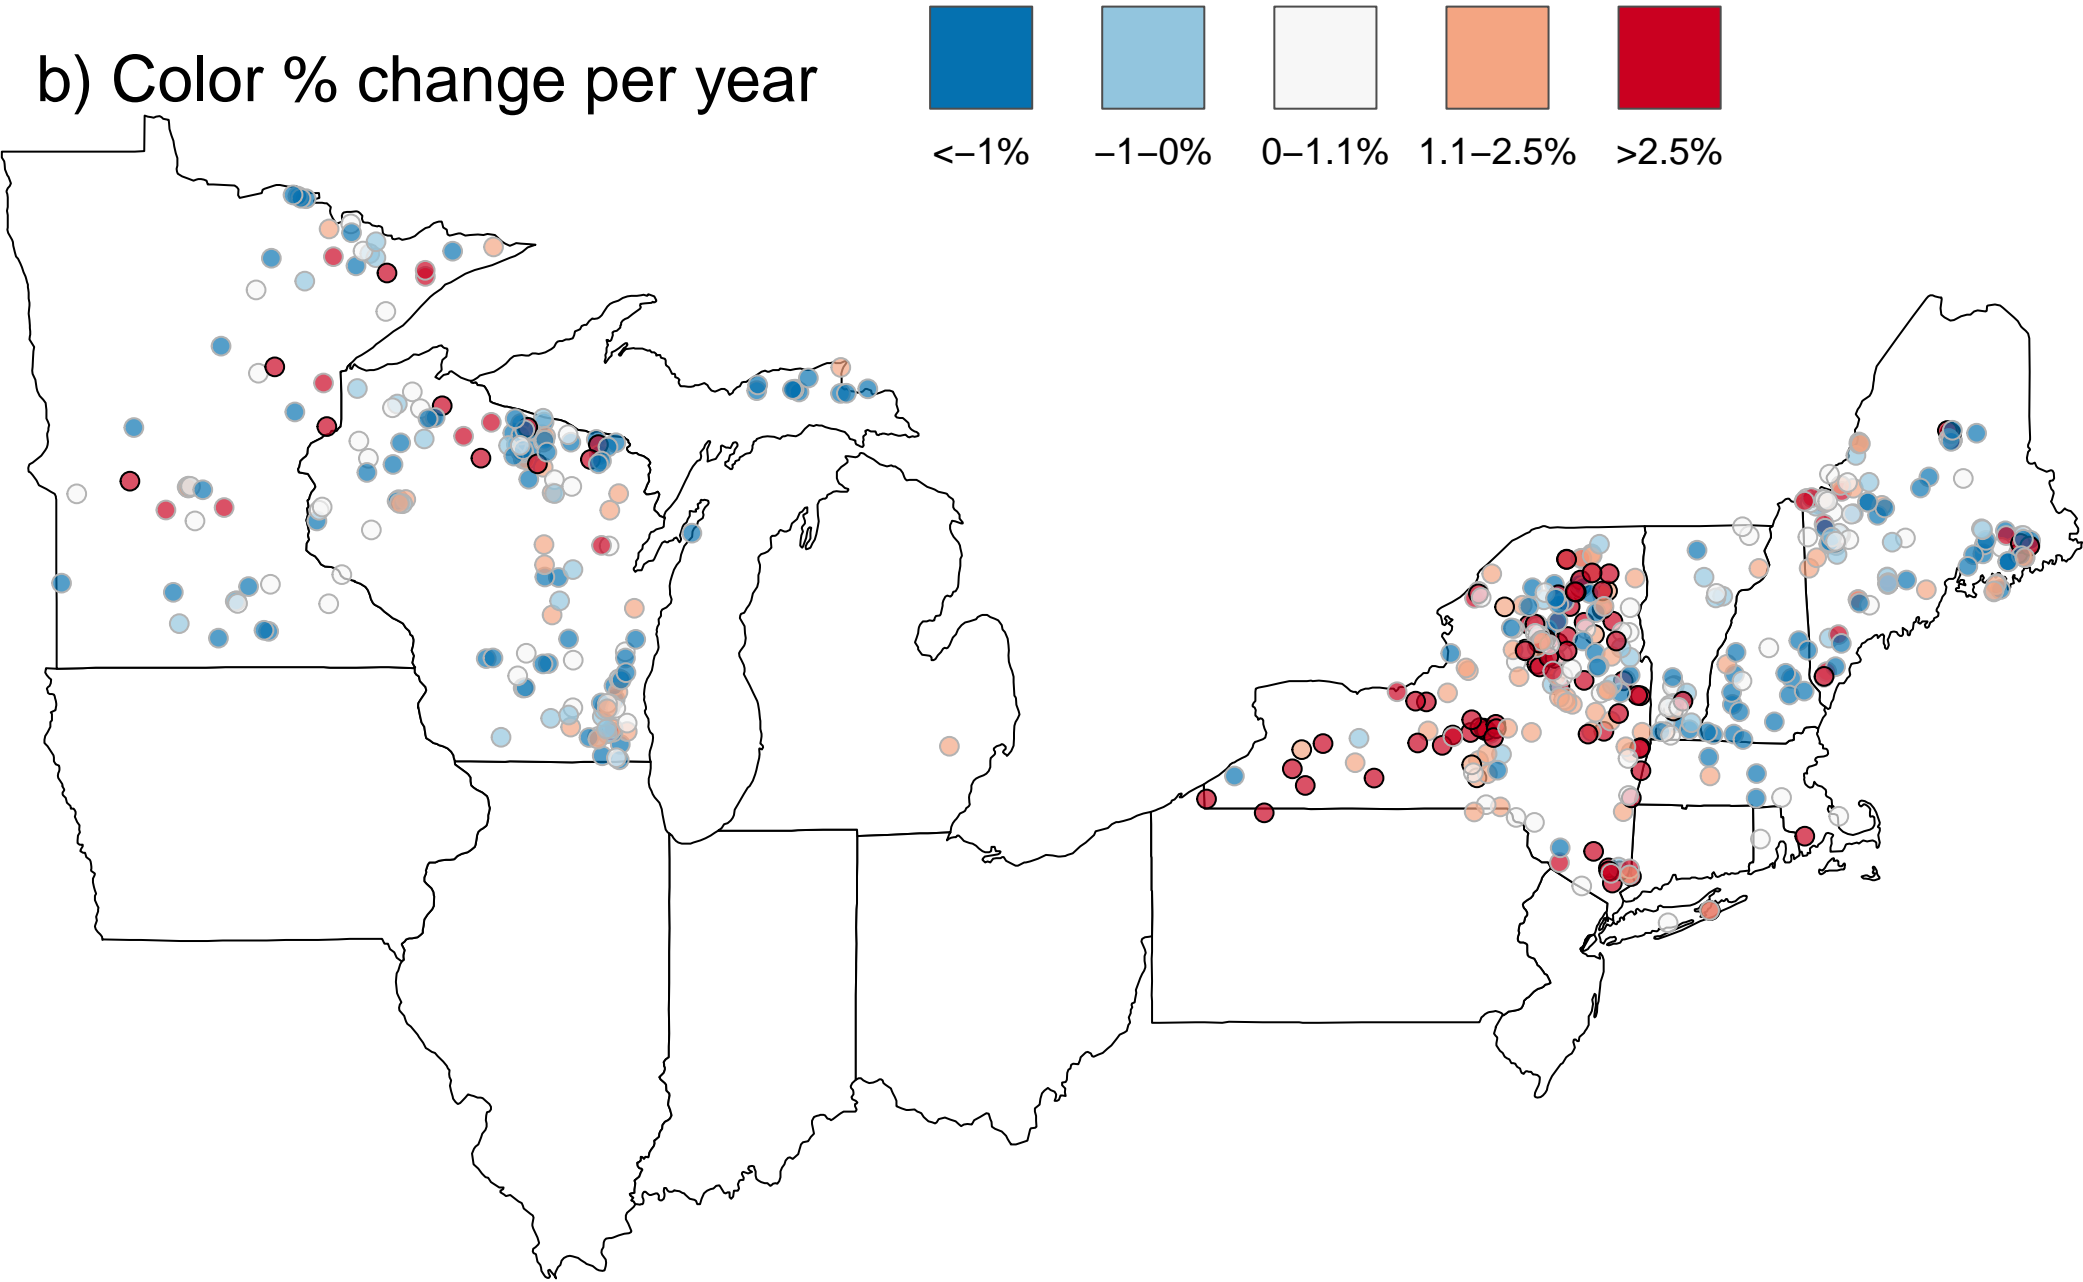 b) Color % change per year
<–1% –1–0% 0–1.1% 1.1–2.5% >2.5%